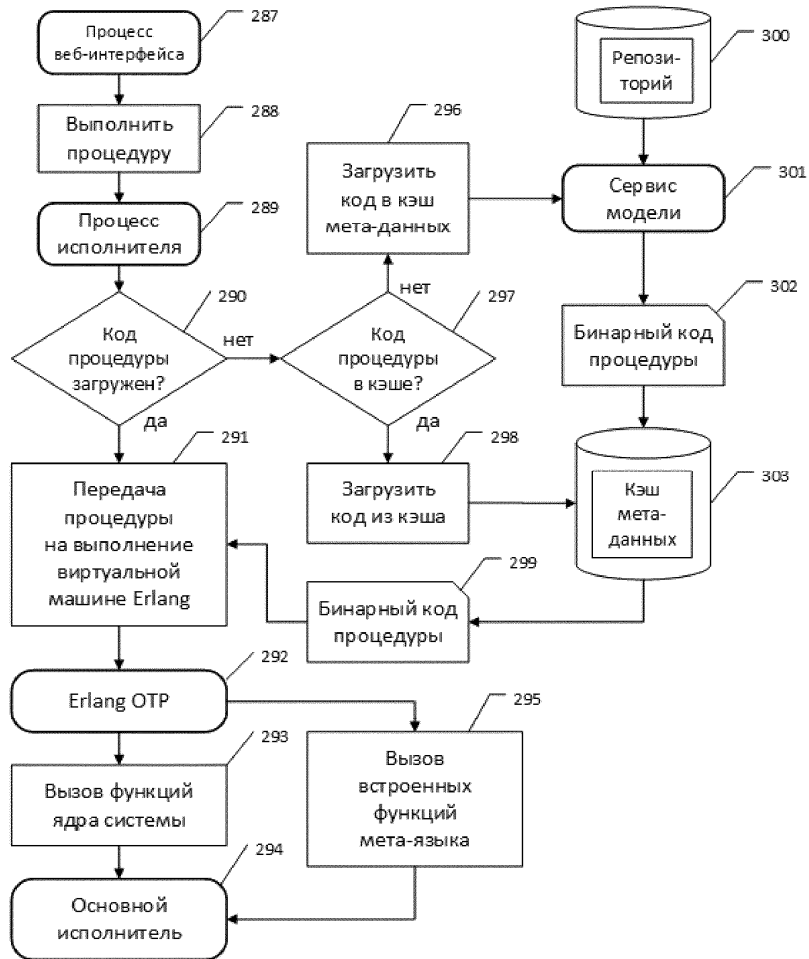 Процесс
веб-интерфейса
287
Выполнить
процедуру
288
Процесс
исполнителя
289
Код
процедуры
загружен?
290
нет
да
Передача
процедуры
на выполнение
виртуальной
машине Erlang
291
Erlang OTP
292
Вызов функций
ядра системы
293
Основной
исполнитель
294
Вызов
встроенных
функций
мета-языка
295
Загрузить
код в кэш
мета-данных
296
нет
Код
процедуры
в кэше?
297
да
Загрузить
код из кэша
298
Бинарный код
процедуры
299
Репози-
торий
300
Сервис
модели
301
Бинарный код
процедуры
302
Кэш
мета-
данных
303